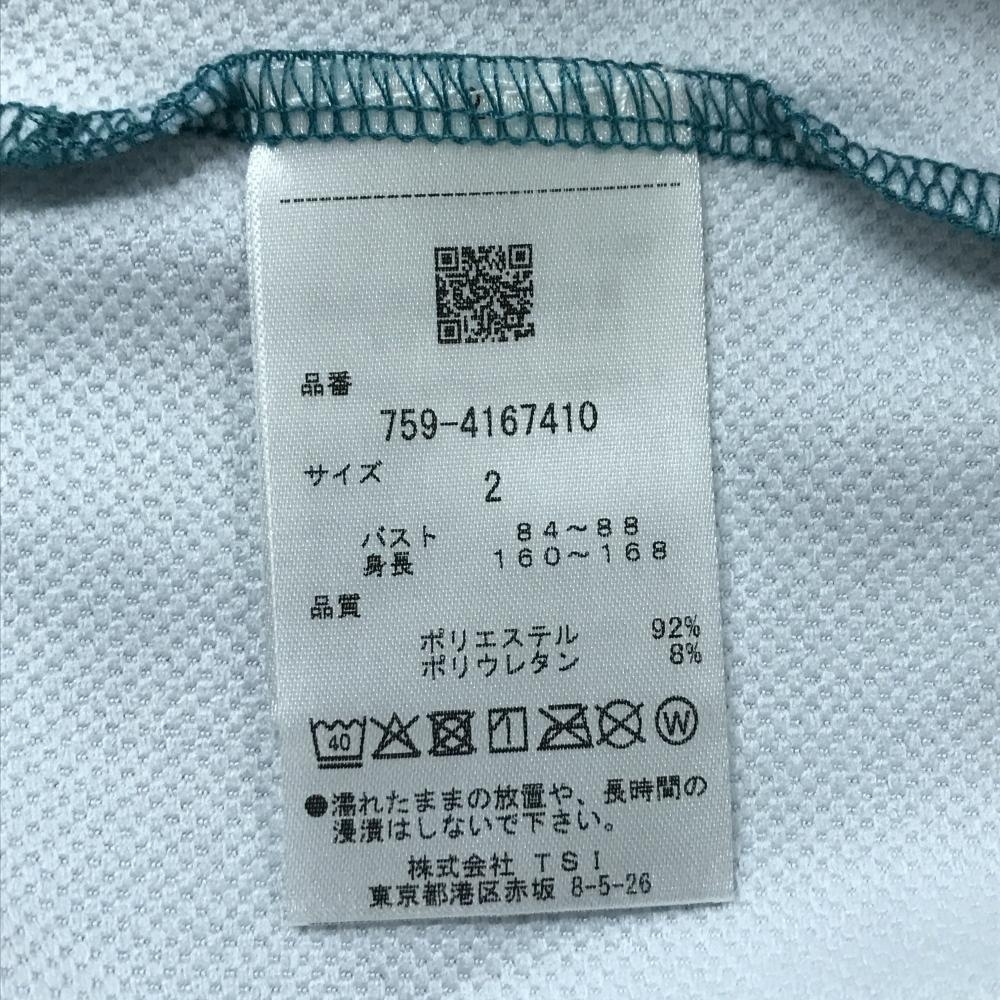 品番
759-4167410
サイズ 2
バスト 84～88
身長 160～168
品質
ポリエステル 92%
ポリウレタン 8%
40 W
●濡れたままの放置や、長時間の
浸漬はしないで下さい。
株式会社 TSI
東京都港区赤坂 8-5-26